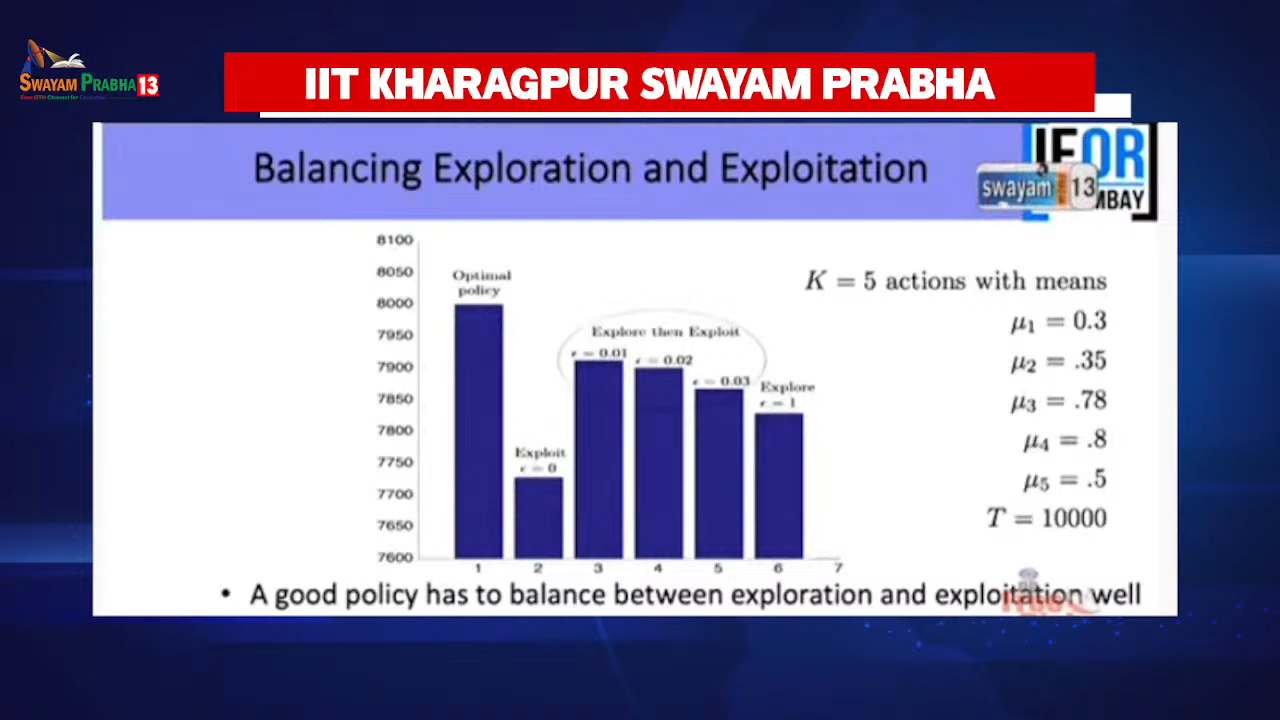 SWAYAM PRABHA 13
IIT KHARAGPUR SWAYAM PRABHA
Balancing Exploration and Exploitation
swayam 13
8100
8050
8000
7950
7900
7850
7800
7750
7700
7650
7600
Optimal
policy
Exploit
ε = 0
Explore then Exploit
ε = 0.01
ε = 0.02
ε = 0.03
Explore
ε = 1
1 2 3 4 5 6 7
K = 5 actions with means
μ₁ = 0.3
μ₂ = .35
μ₃ = .78
μ₄ = .8
μ₅ = .5
T = 10000
• A good policy has to balance between exploration and exploitation well